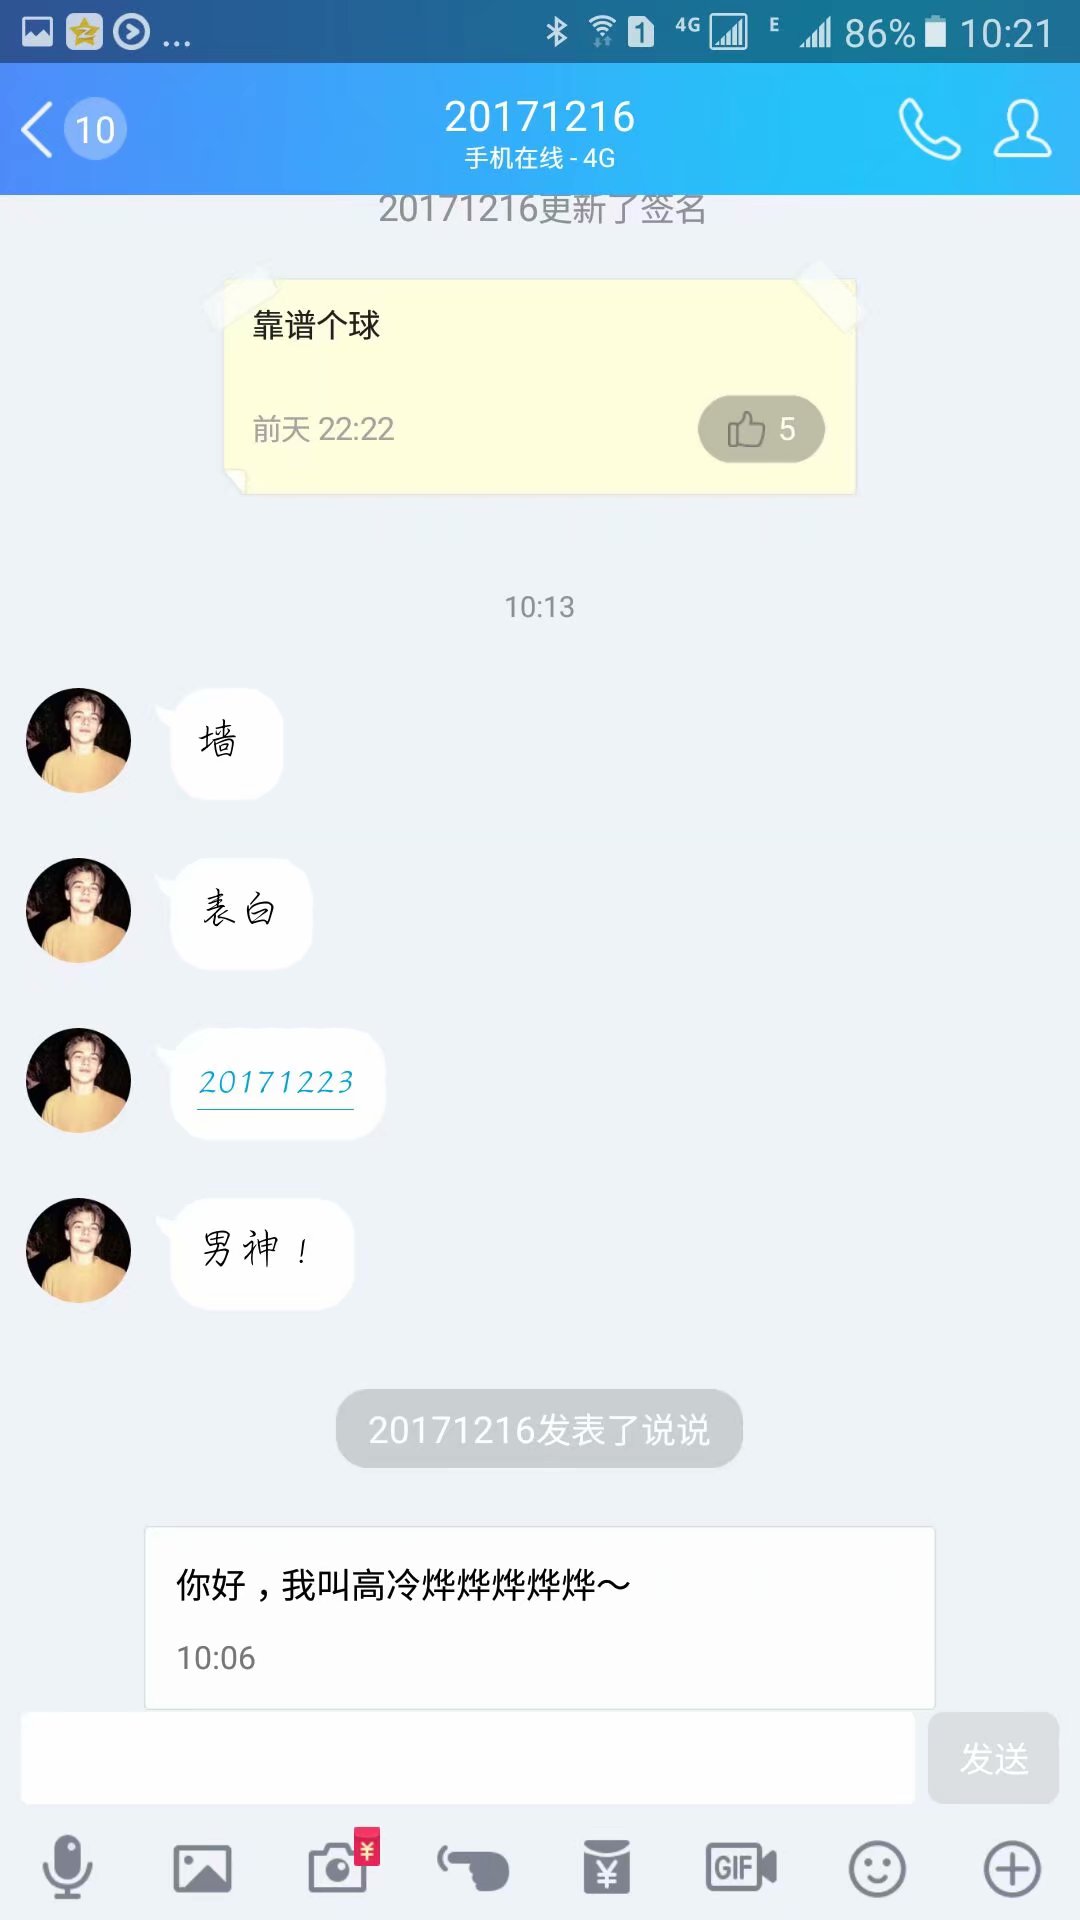 ... 1 4G E 86% 10:21
10 20171216
手机在线 - 4G
20171216更新了签名
靠谱个球
前天 22:22 5
10:13
墙
表白
20171223
男神！
20171216发表了说说
你好，我叫高冷烨烨烨烨烨～
10:06
发送
¥ ¥ GIF